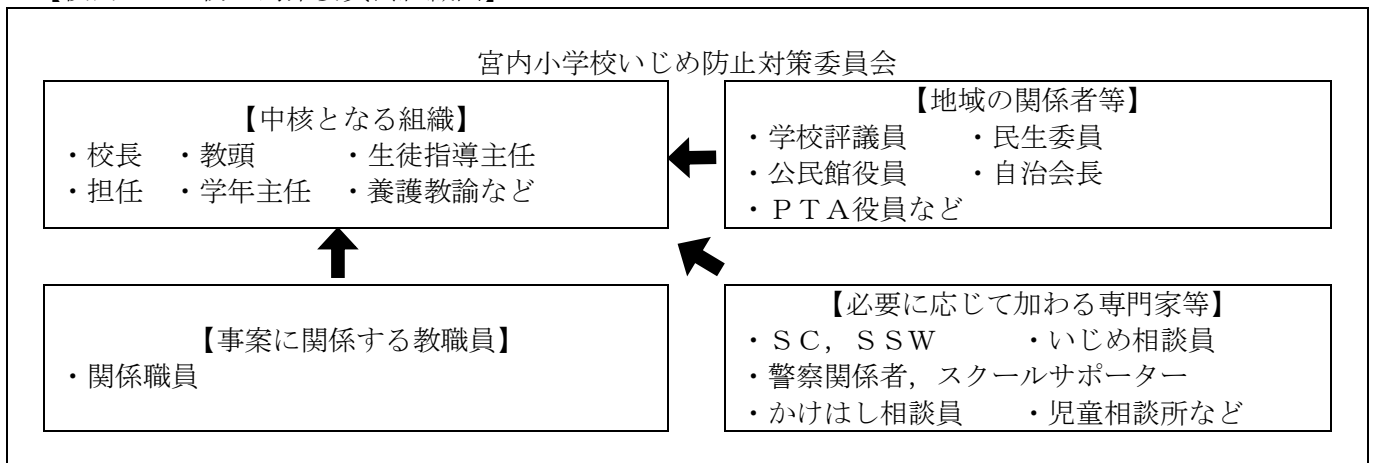 宮内小学校いじめ防止対策委員会
【中核となる組織】
・校長 ・教頭 ・生徒指導主任
・担任 ・学年主任 ・養護教諭など
【地域の関係者等】
・学校評議員 ・民生委員
・公民館役員 ・自治会長
・ＰＴＡ役員など
【事案に関係する教職員】
・関係職員
【必要に応じて加わる専門家等】
・ＳＣ，ＳＳＷ ・いじめ相談員
・警察関係者，スクールサポーター
・かけはし相談員 ・児童相談所など